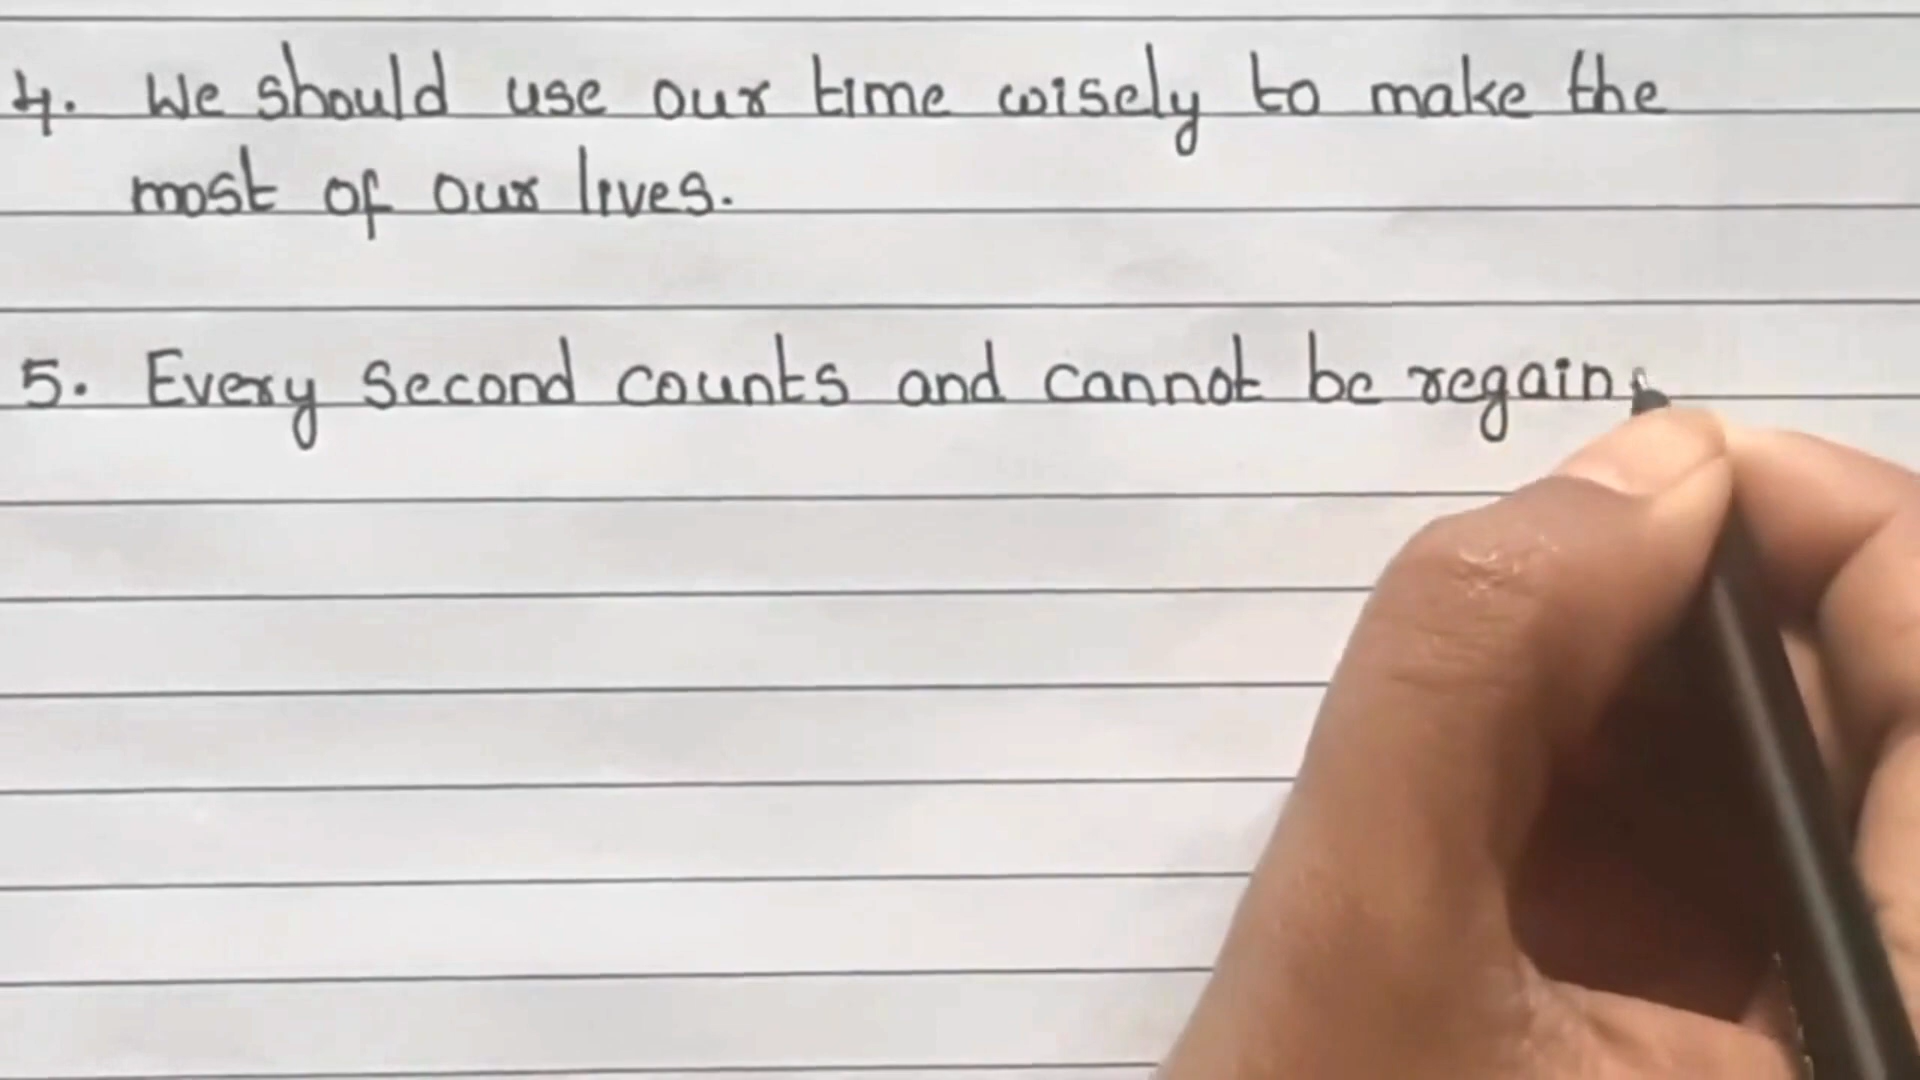 4. We should use our time wisely to make the
most of our lives.
5. Every second counts and cannot be regain